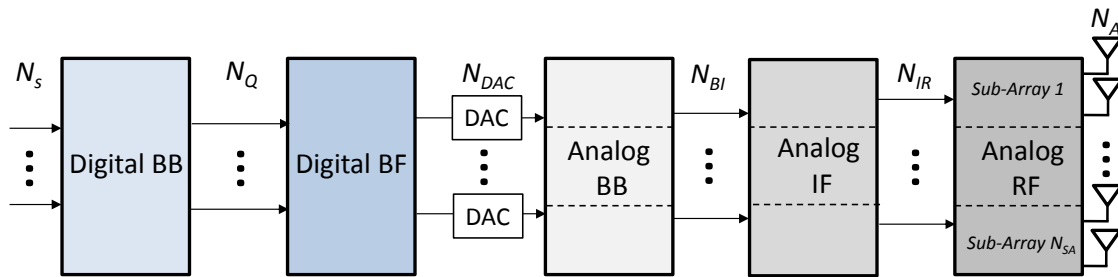 N_s
Digital BB
N_Q
Digital BF
N_DAC
DAC
DAC
Analog
BB
N_BI
Analog
IF
N_IR
Sub-Array 1
Analog
RF
Sub-Array N_SA
N_A